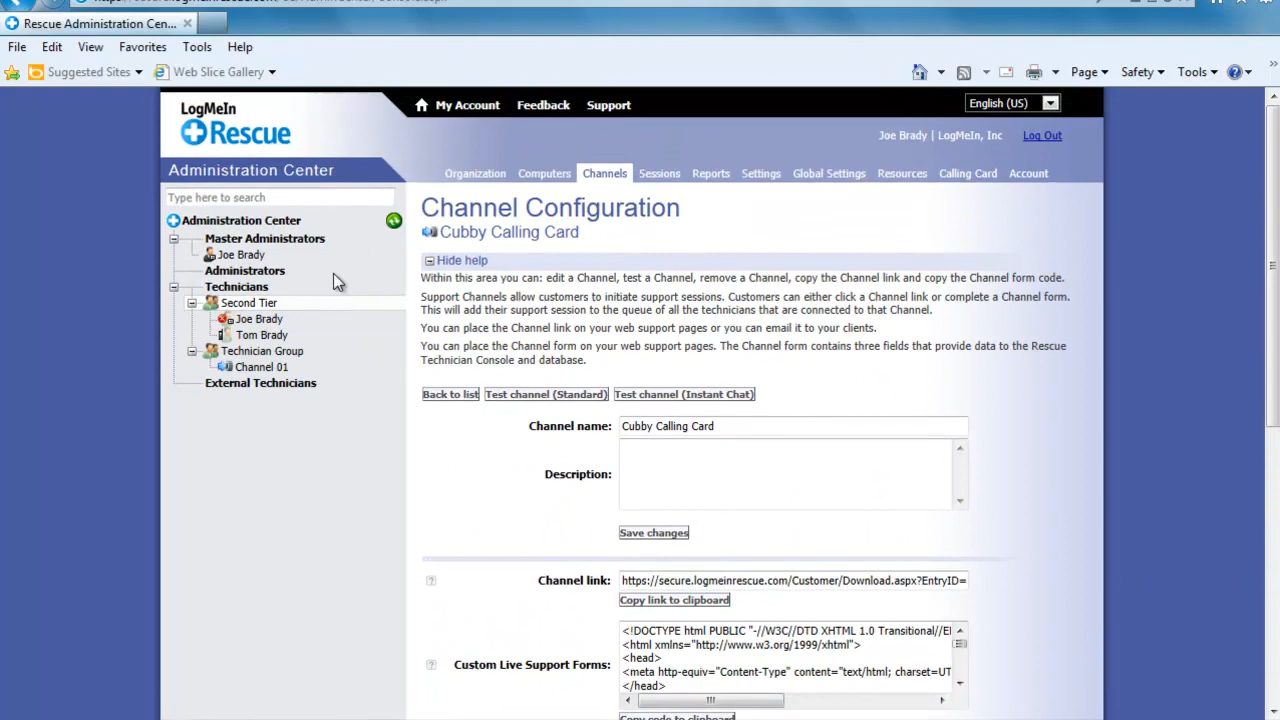 Rescue Administration Cen...
File Edit View Favorites Tools Help
Suggested Sites Web Slice Gallery Page Safety Tools
LogMeIn
Rescue
My Account Feedback Support English (US)
Joe Brady | LogMeIn, Inc Log Out
Administration Center
Organization Computers Channels Sessions Reports Settings Global Settings Resources Calling Card Account
Type here to search
Administration Center
Master Administrators
Joe Brady
Administrators
Technicians
Second Tier
Joe Brady
Tom Brady
Technician Group
Channel 01
External Technicians
Channel Configuration
Cubby Calling Card
Hide help
Within this area you can: edit a Channel, test a Channel, remove a Channel, copy the Channel link and copy the Channel form code.
Support Channels allow customers to initiate support sessions. Customers can either click a Channel link or complete a Channel form.
This will add their support session to the queue of all the technicians that are connected to that Channel.
You can place the Channel link on your web support pages or you can email it to your clients.
You can place the Channel form on your web support pages. The Channel form contains three fields that provide data to the Rescue
Technician Console and database.
Back to list Test channel (Standard) Test channel (Instant Chat)
Channel name: Cubby Calling Card
Description:
Save changes
? Channel link: https://secure.logmeinrescue.com/Customer/Download.aspx?EntryID=
Copy link to clipboard
<!DOCTYPE html PUBLIC "-//W3C//DTD XHTML 1.0 Transitional//E
<html xmlns="http://www.w3.org/1999/xhtml">
<head>
? Custom Live Support Forms: <meta http-equiv="Content-Type" content="text/html; charset=UT
</head>
Copy code to clipboard